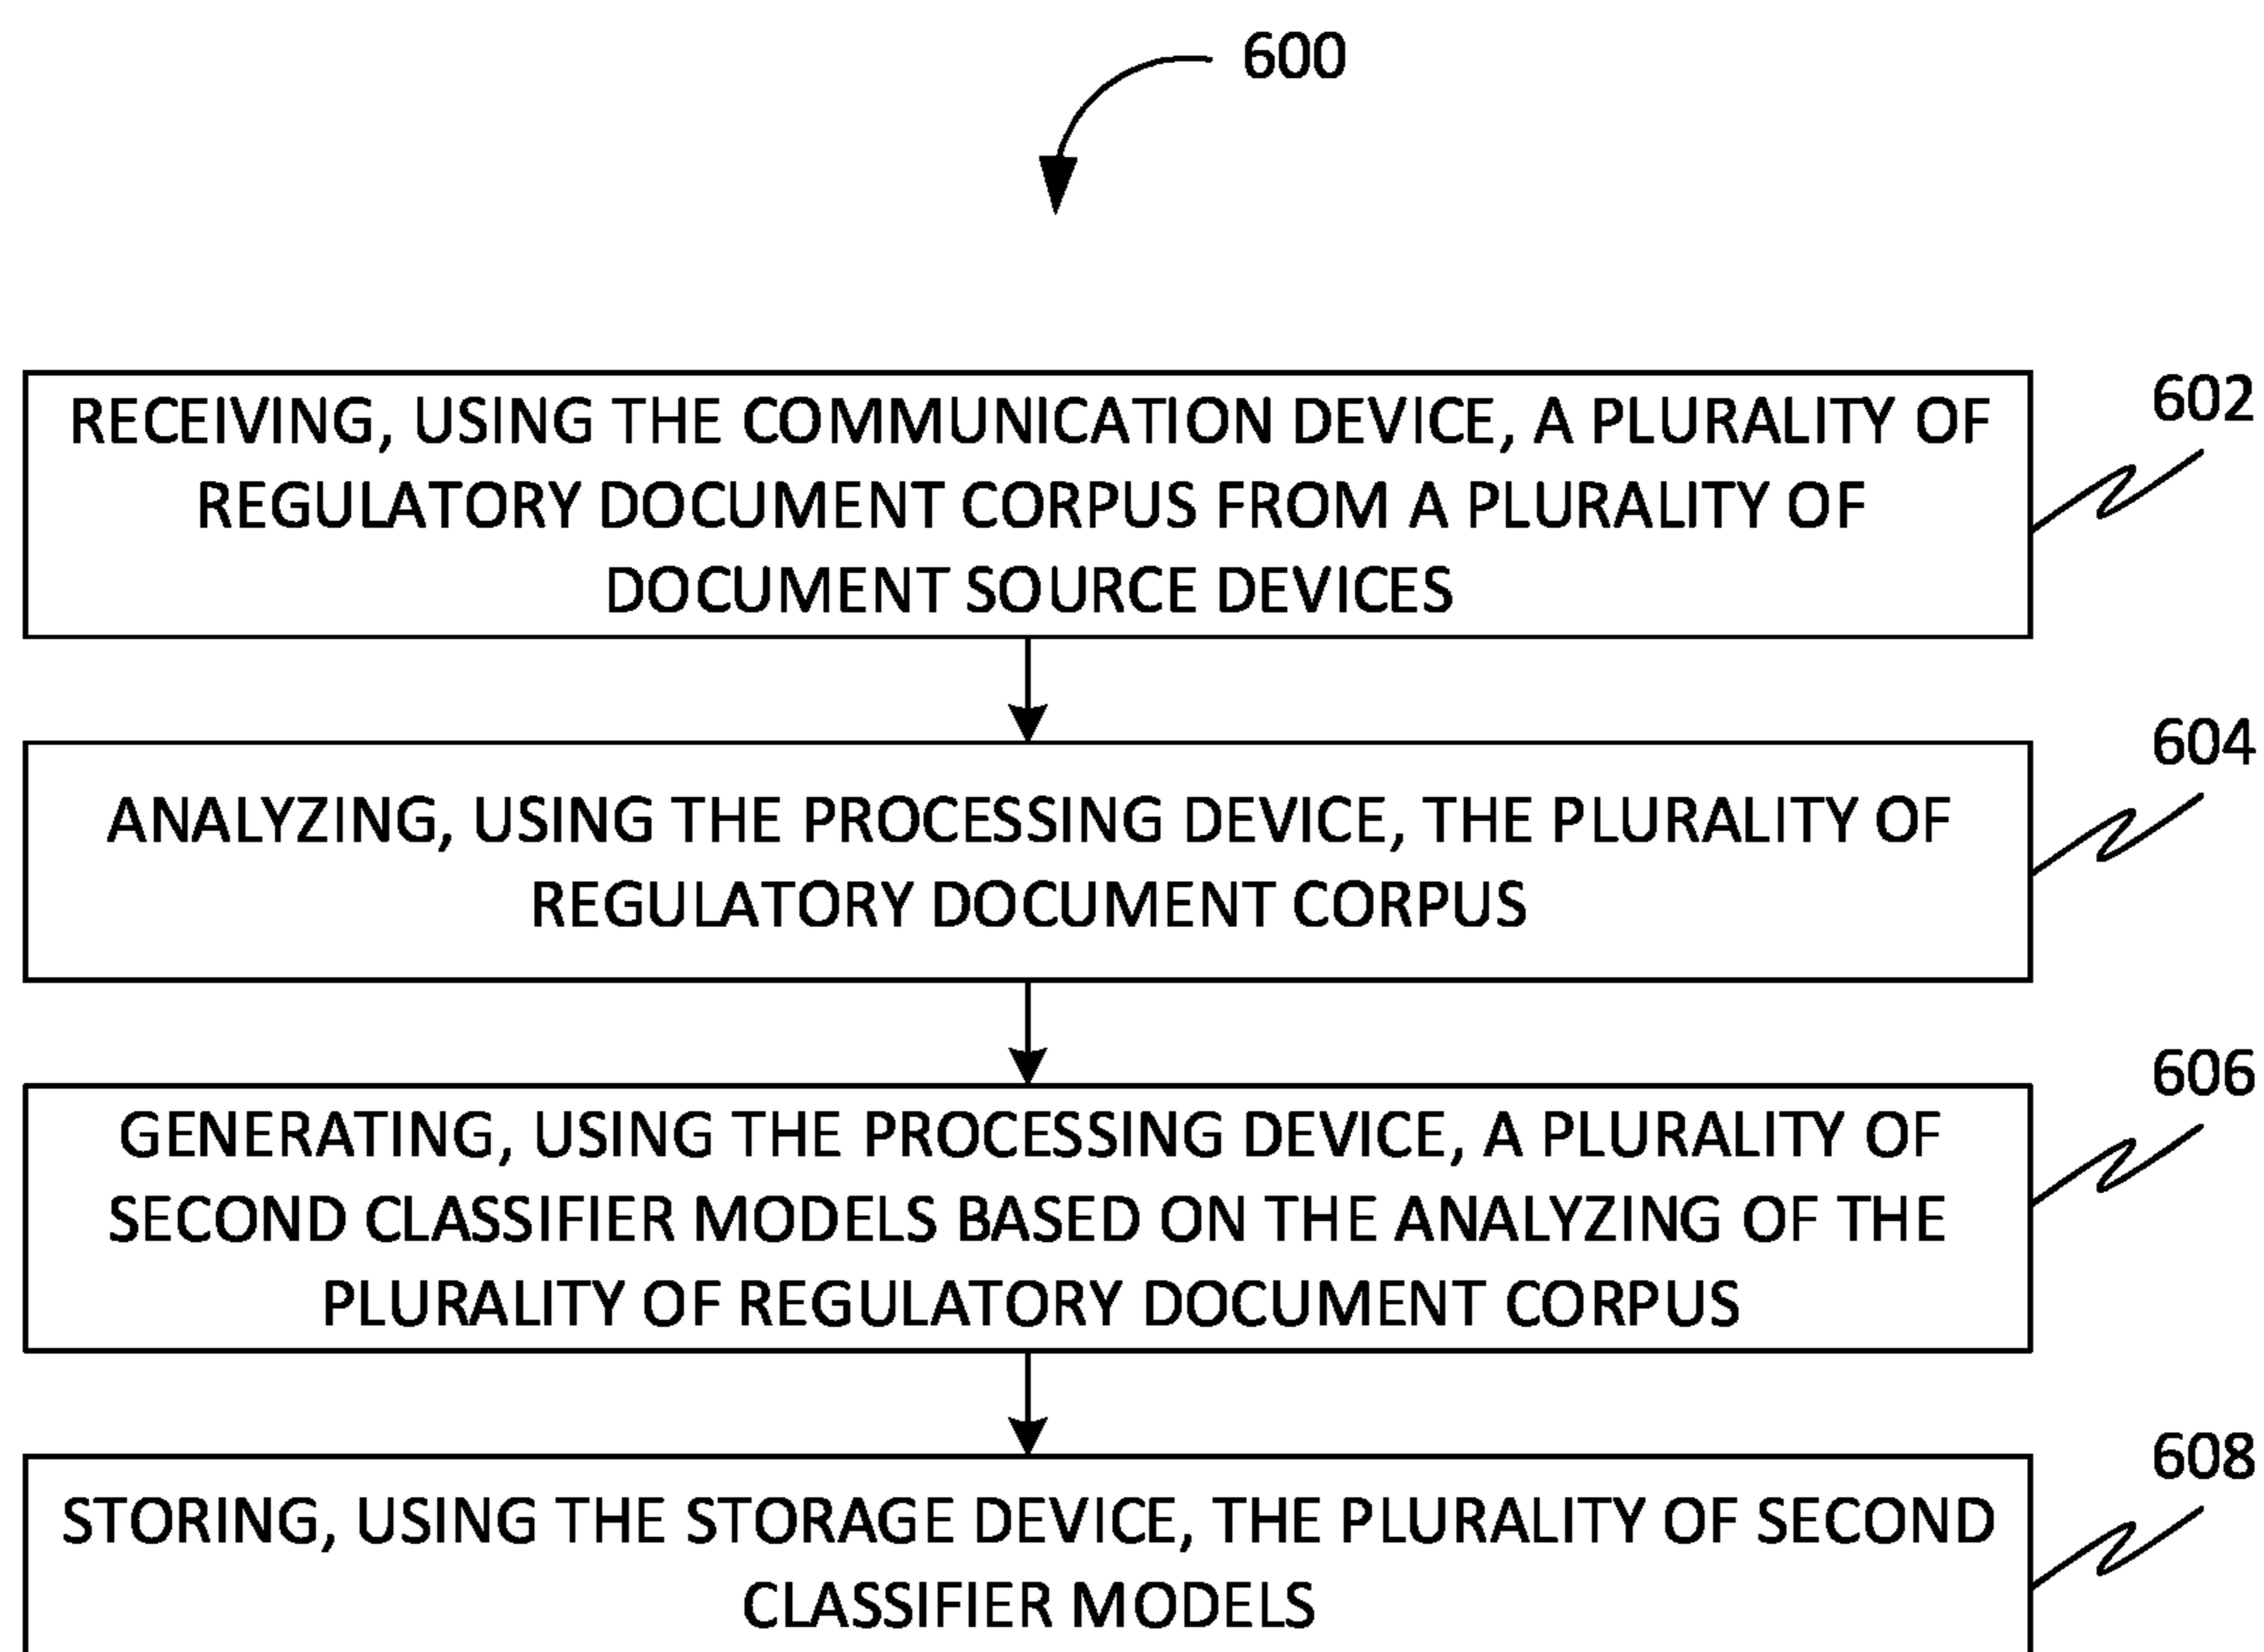 600
RECEIVING, USING THE COMMUNICATION DEVICE, A PLURALITY OF
REGULATORY DOCUMENT CORPUS FROM A PLURALITY OF
DOCUMENT SOURCE DEVICES
602
ANALYZING, USING THE PROCESSING DEVICE, THE PLURALITY OF
REGULATORY DOCUMENT CORPUS
604
GENERATING, USING THE PROCESSING DEVICE, A PLURALITY OF
SECOND CLASSIFIER MODELS BASED ON THE ANALYZING OF THE
PLURALITY OF REGULATORY DOCUMENT CORPUS
606
STORING, USING THE STORAGE DEVICE, THE PLURALITY OF SECOND
CLASSIFIER MODELS
608